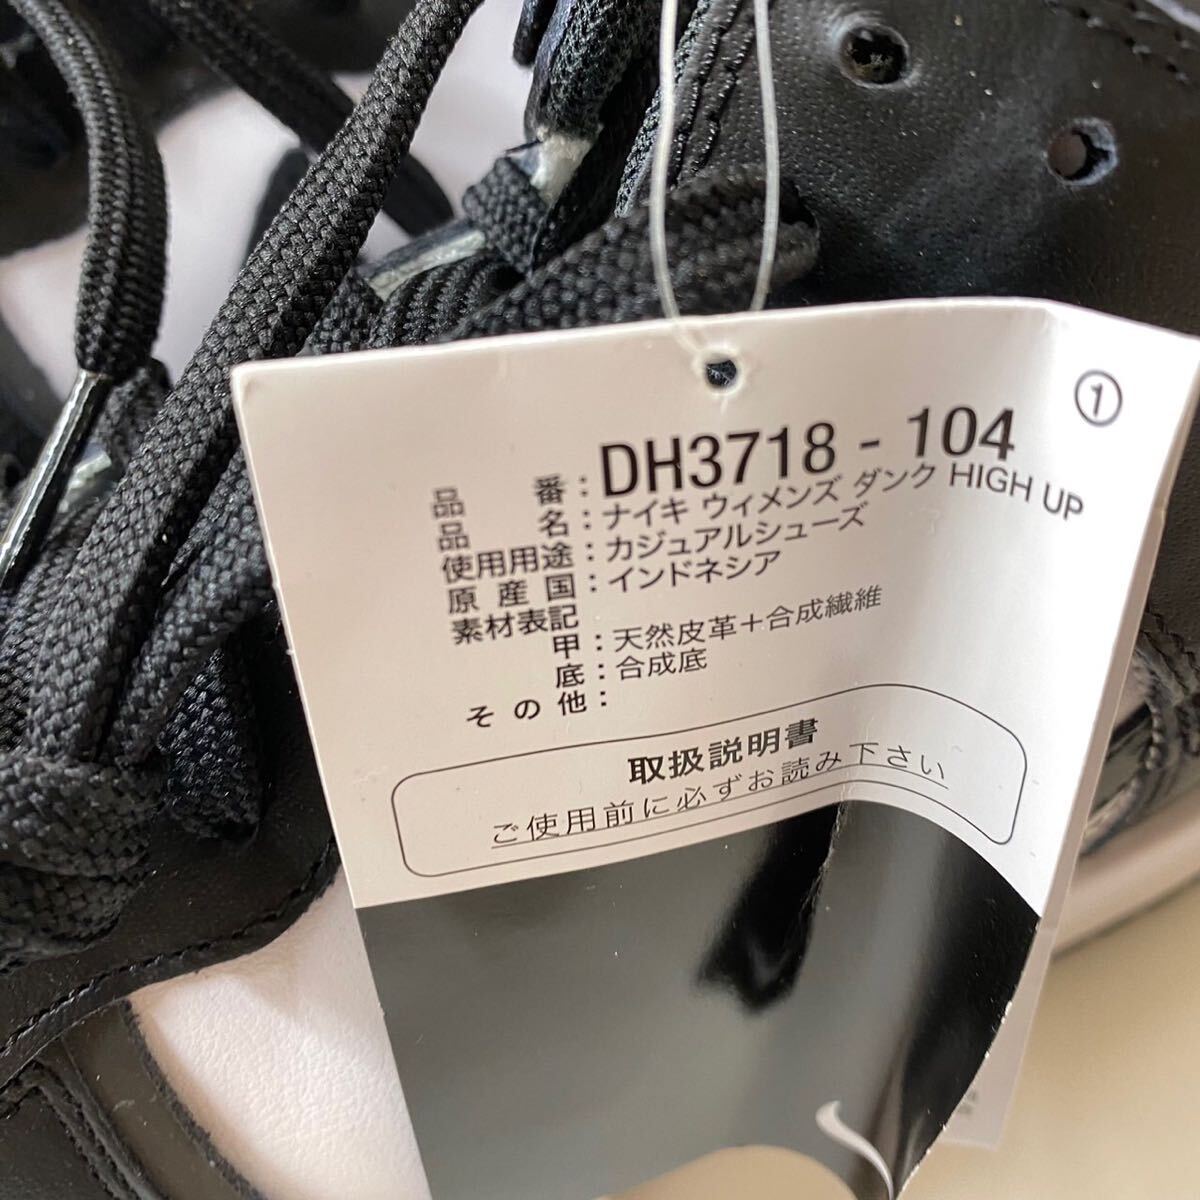 ①
品番：DH3718 - 104
品名：ナイキ ウィメンズ ダンク HIGH UP
使用用途：カジュアルシューズ
原産国：インドネシア
素材表記
甲：天然皮革＋合成繊維
底：合成底
その他：
取扱説明書
ご使用前に必ずお読み下さい